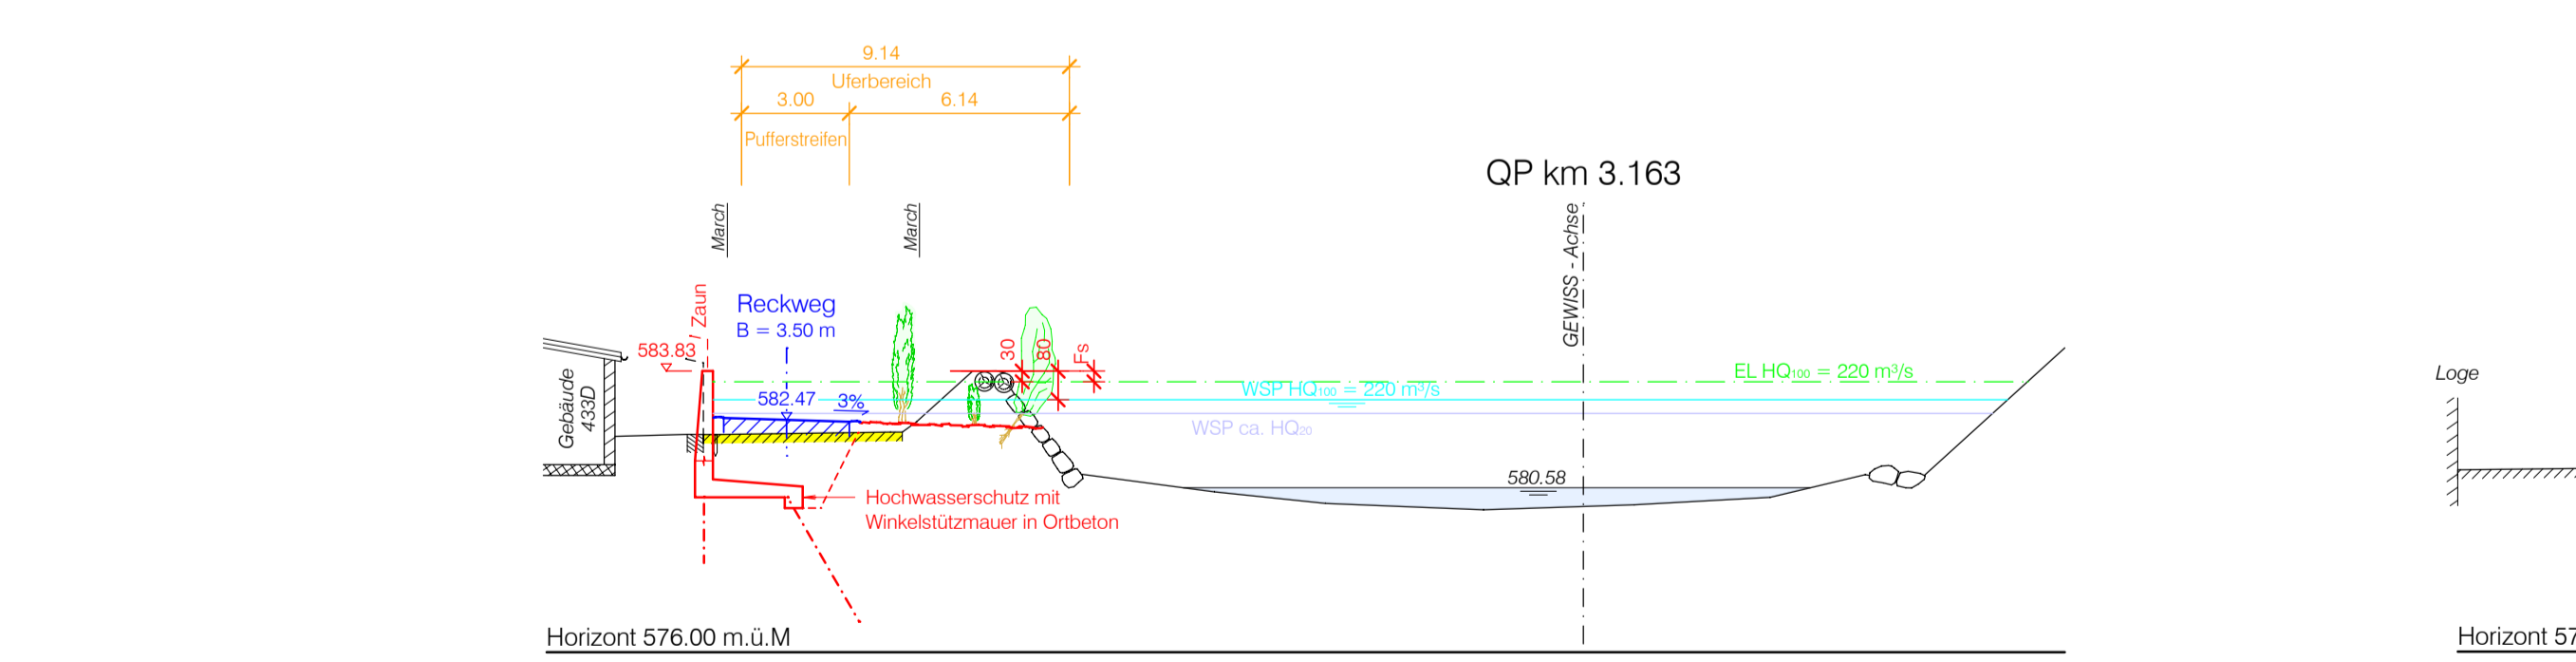 9.14
Uferbereich
3.00
6.14
Pufferstreifen
QP km 3.163
March
March
GEWISS - Achse
Zaun
Reckweg
B = 3.50 m
583.83
30
80
Fs
EL HQ100 = 220 m³/s
Loge
Gebäude
433D
WSP HQ100 = 220 m³/s
582.47
3%
WSP ca. HQ20
580.58
Hochwasserschutz mit
Winkelstützmauer in Ortbeton
Horizont 576.00 m.ü.M
Horizont 57